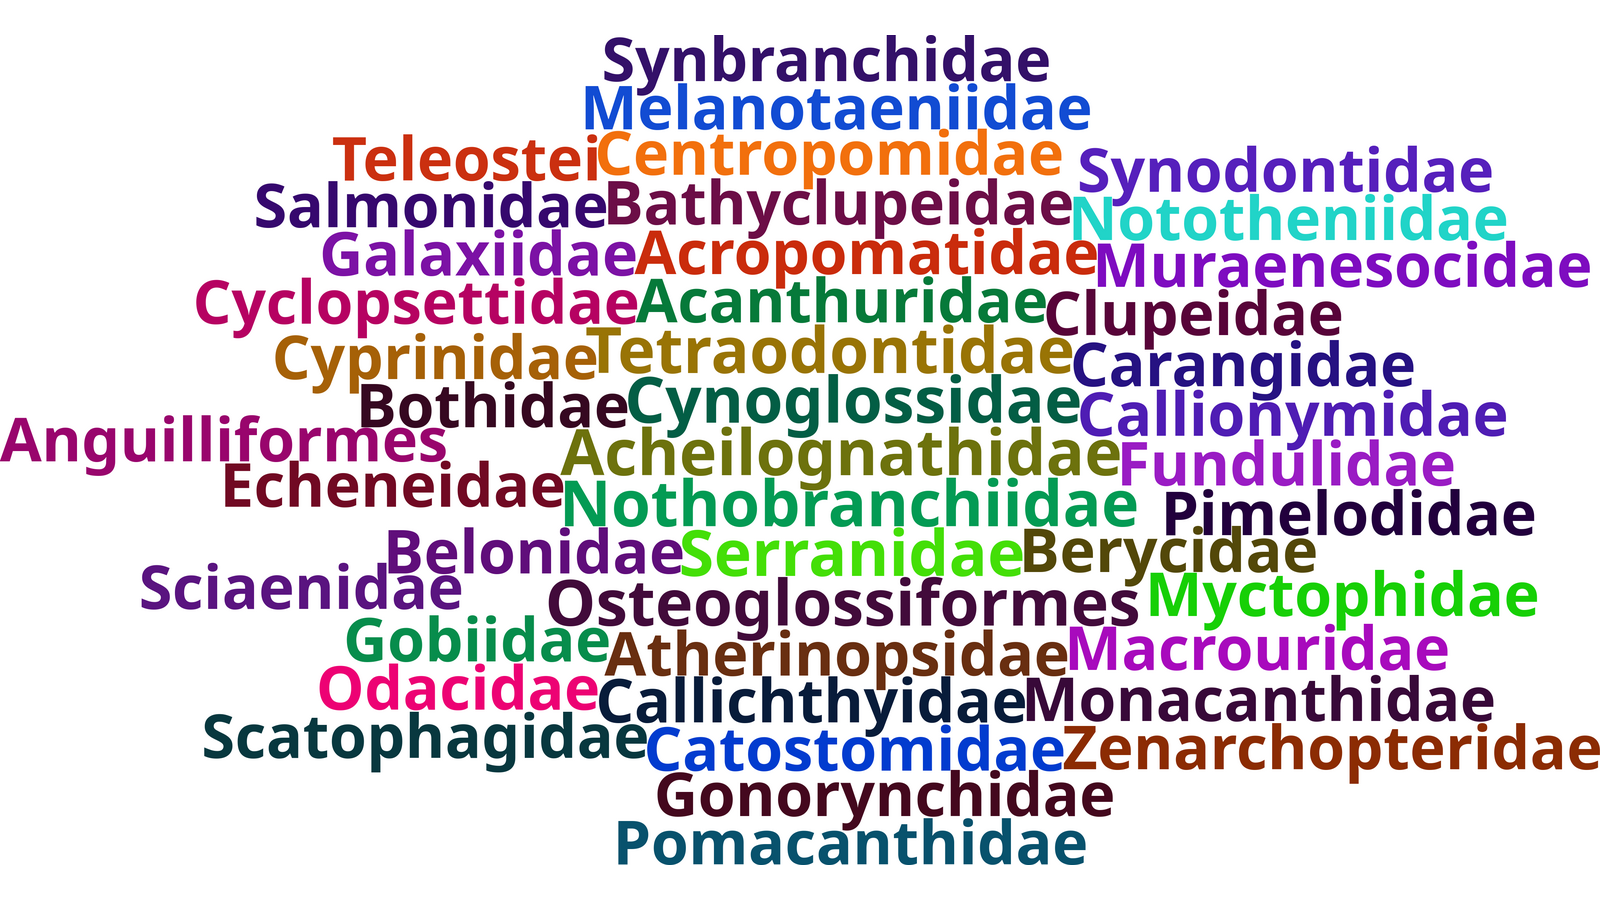 Synbranchidae
Melanotaeniidae
Teleostei Centropomidae Synodontidae
Salmonidae Bathyclupeidae Nototheniidae
Galaxiidae Acropomatidae Muraenesocidae
Cyclopsettidae Acanthuridae Clupeidae
Cyprinidae Tetraodontidae Carangidae
Bothidae Cynoglossidae Callionymidae
Anguilliformes Acheilognathidae Fundulidae
Echeneidae Nothobranchiidae Pimelodidae
Belonidae Serranidae Berycidae
Sciaenidae Osteoglossiformes Myctophidae
Gobiidae Atherinopsidae Macrouridae
Odacidae Callichthyidae Monacanthidae
Scatophagidae Catostomidae Zenarchopteridae
Gonorynchidae
Pomacanthidae